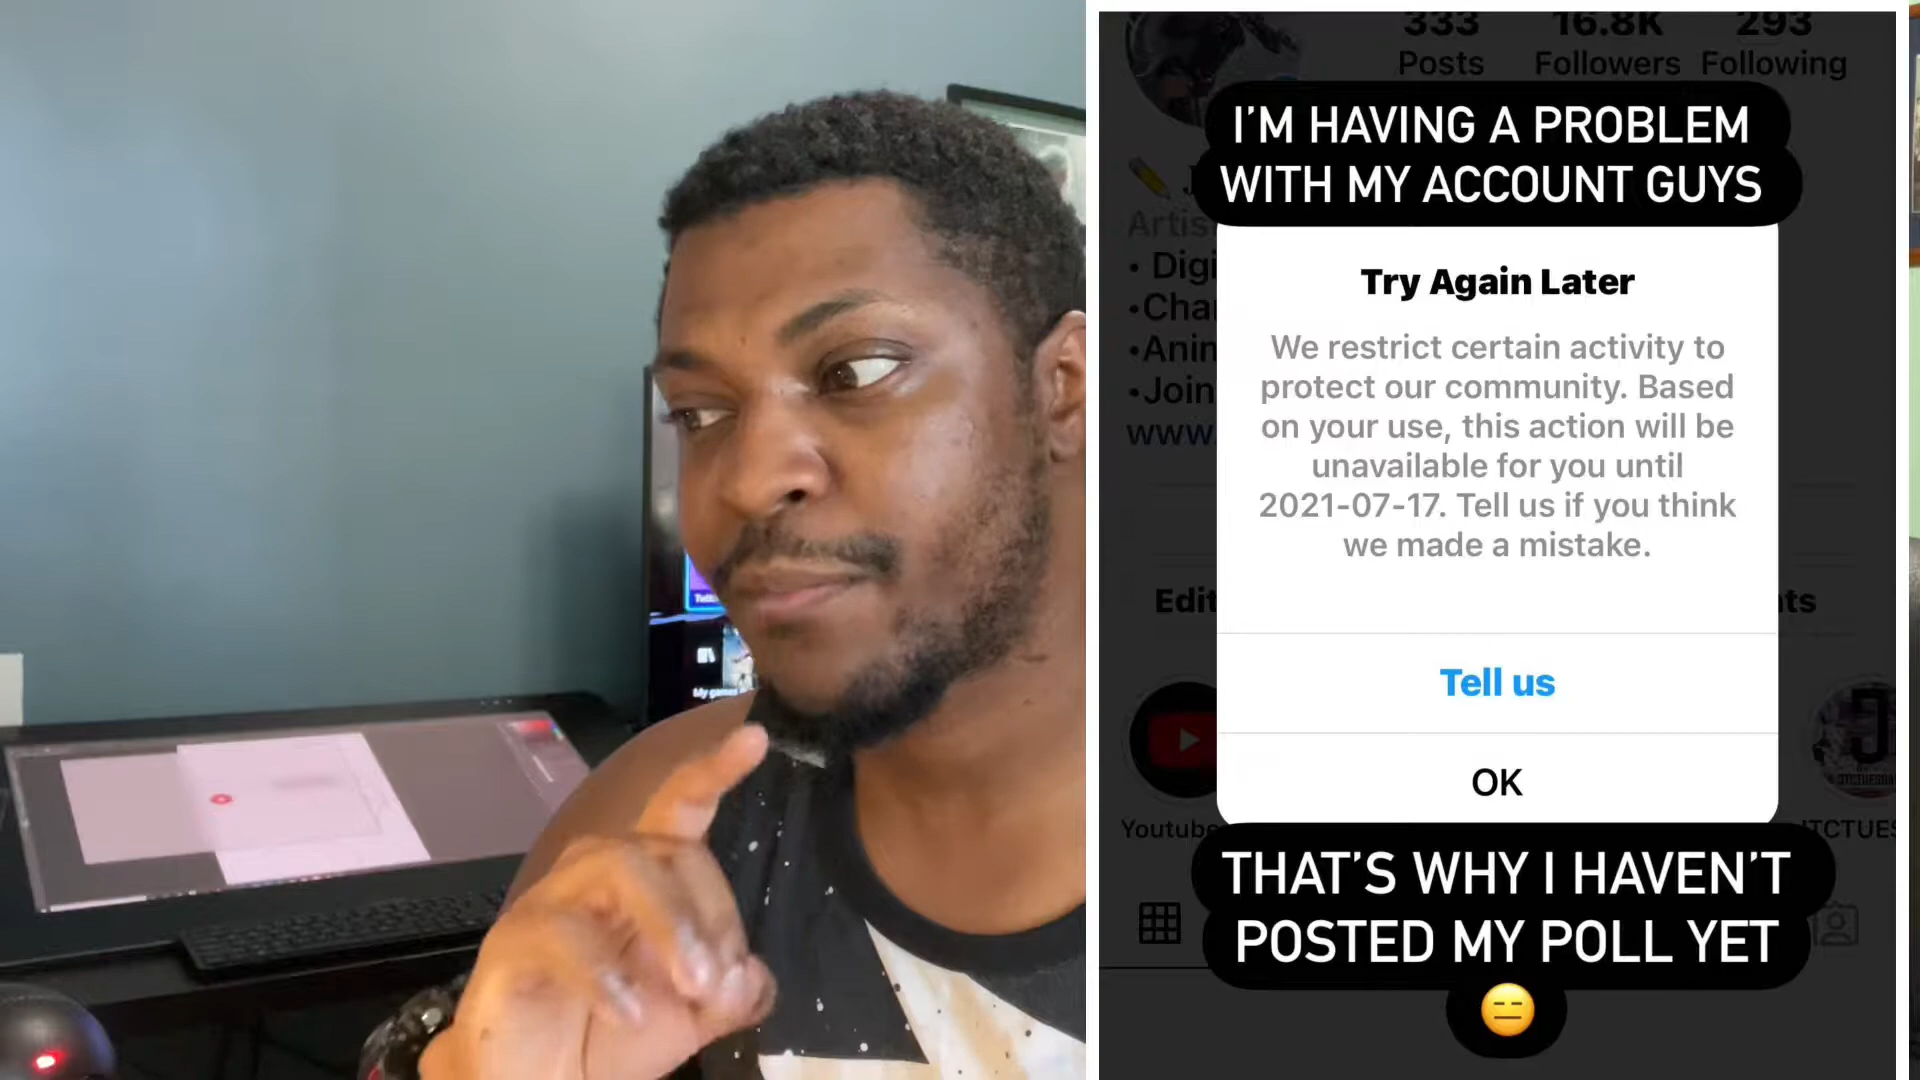 333 16.8K 293
Posts Followers Following
I'M HAVING A PROBLEM
WITH MY ACCOUNT GUYS
Try Again Later
We restrict certain activity to
protect our community. Based
on your use, this action will be
unavailable for you until
2021-07-17. Tell us if you think
we made a mistake.
Tell us
OK
Youtube
THAT'S WHY I HAVEN'T
POSTED MY POLL YET
My games